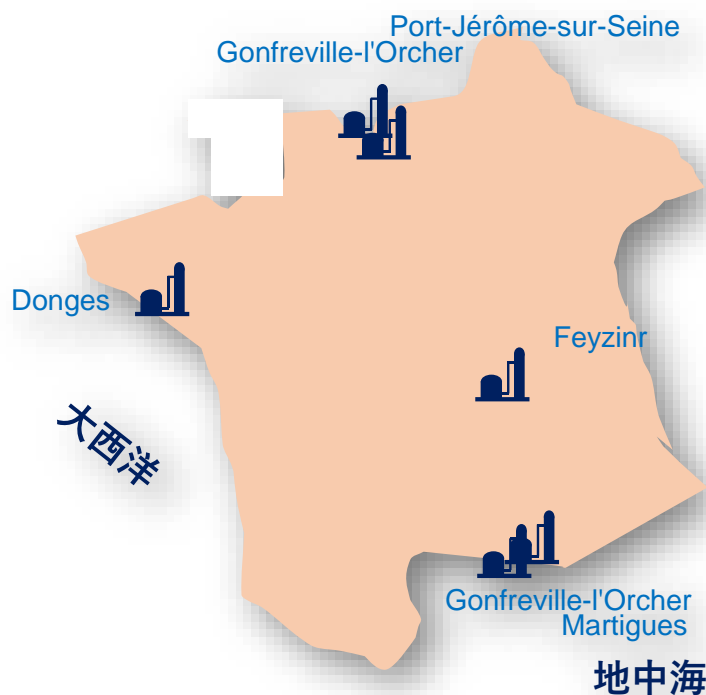 Port-Jérôme-sur-Seine
Gonfreville-l'Orcher
Donges
Feyzinr
大西洋
Gonfreville-l'Orcher
Martigues
地中海